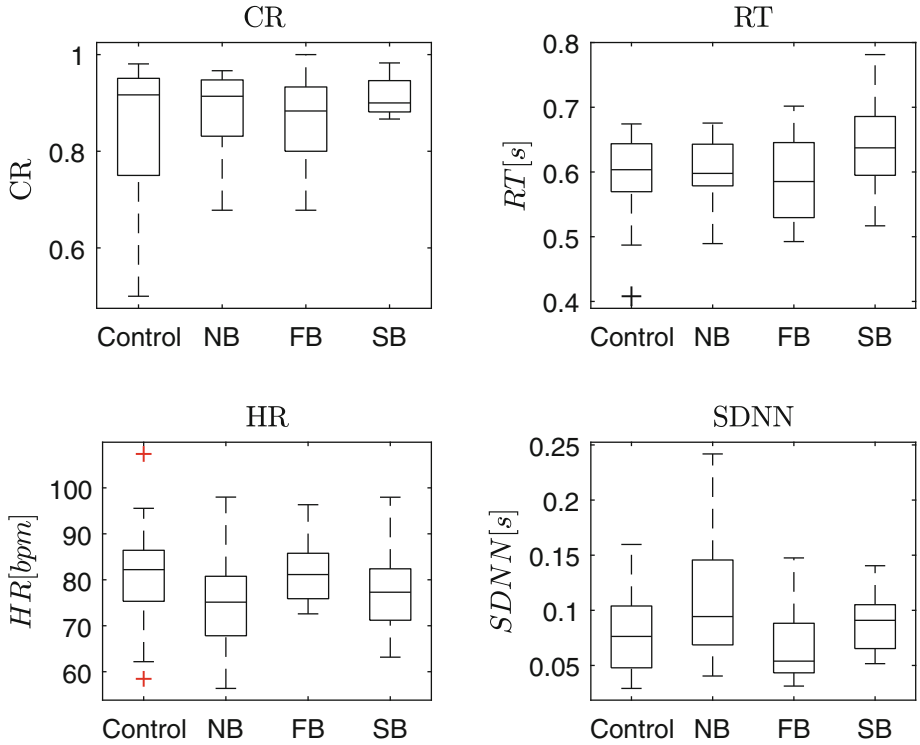 CR
CR
1
0.8
0.6
Control NB FB SB
RT
RT[s]
0.8
0.7
0.6
0.5
0.4
Control NB FB SB
HR
HR[bpm]
100
90
80
70
60
Control NB FB SB
SDNN
SDNN[s]
0.25
0.2
0.15
0.1
0.05
Control NB FB SB